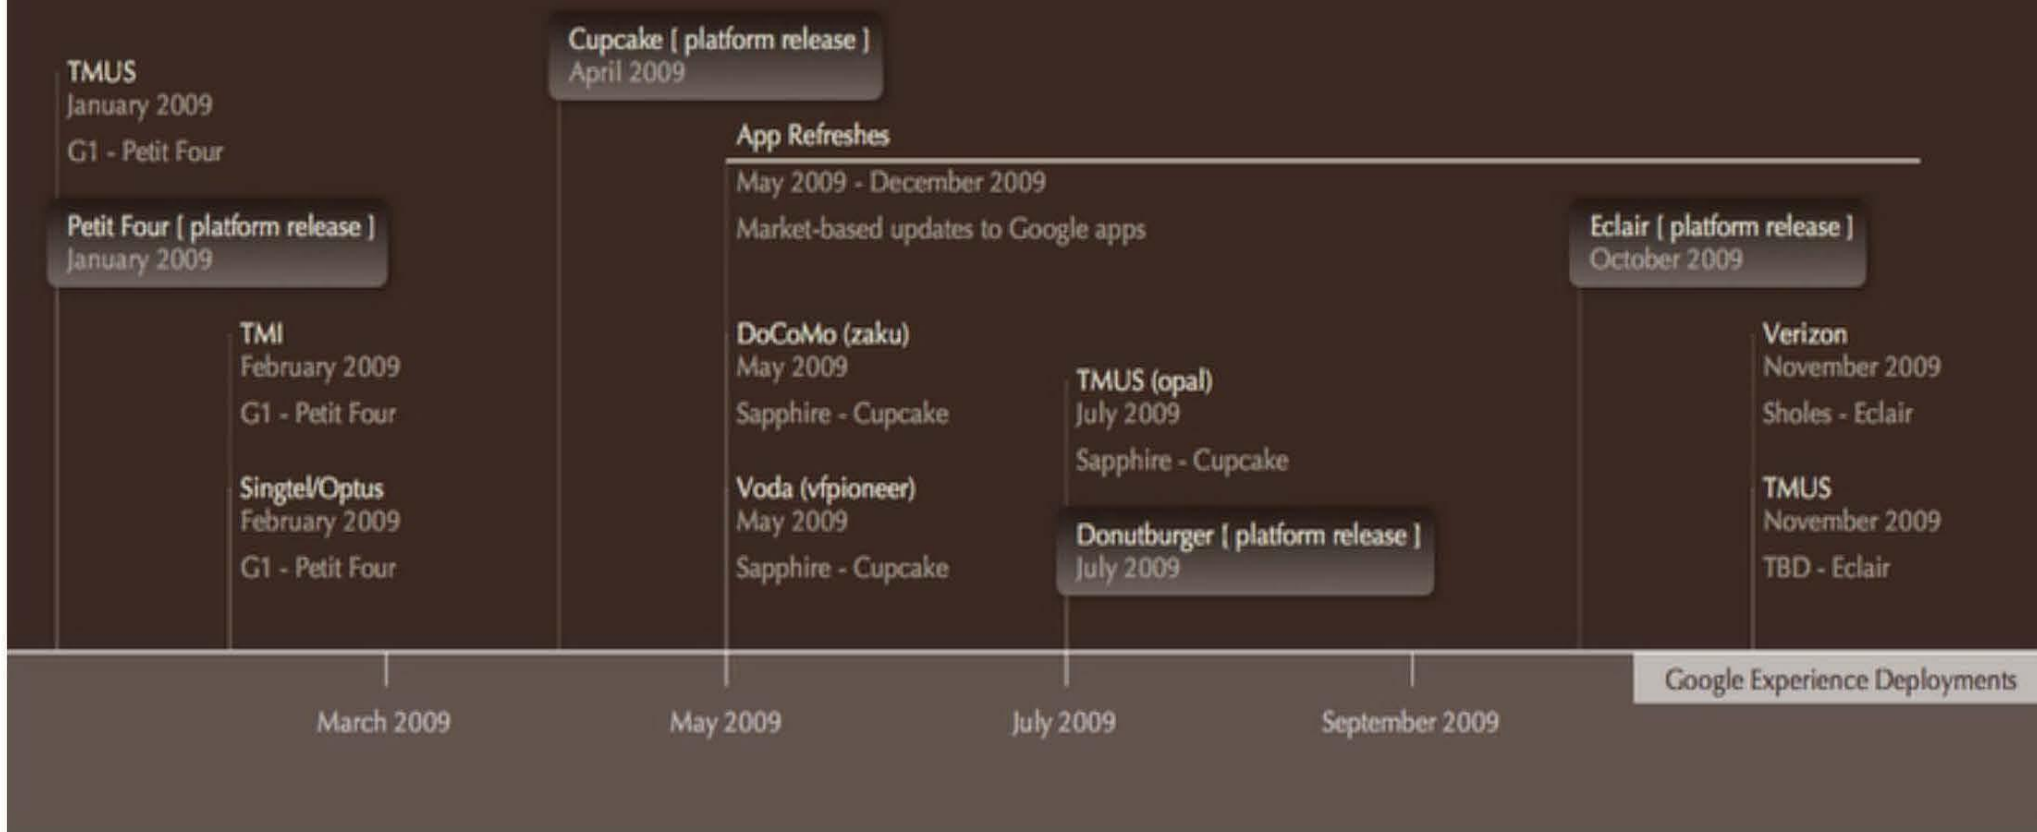 TMUS
January 2009
G1 - Petit Four
Petit Four [ platform release ]
January 2009
TMI
February 2009
G1 - Petit Four
Singtel/Optus
February 2009
G1 - Petit Four
Cupcake [ platform release ]
April 2009
App Refreshes
May 2009 - December 2009
Market-based updates to Google apps
DoCoMo (zaku)
May 2009
Sapphire - Cupcake
Voda (vfpioneer)
May 2009
Sapphire - Cupcake
TMUS (opal)
July 2009
Sapphire - Cupcake
Donutburger [ platform release ]
July 2009
Eclair [ platform release ]
October 2009
Verizon
November 2009
Sholes - Eclair
TMUS
November 2009
TBD - Eclair
Google Experience Deployments
March 2009
May 2009
July 2009
September 2009